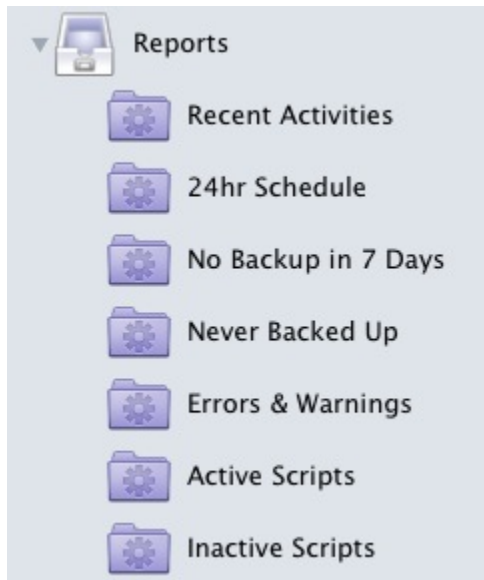 Reports
Recent Activities
24hr Schedule
No Backup in 7 Days
Never Backed Up
Errors & Warnings
Active Scripts
Inactive Scripts